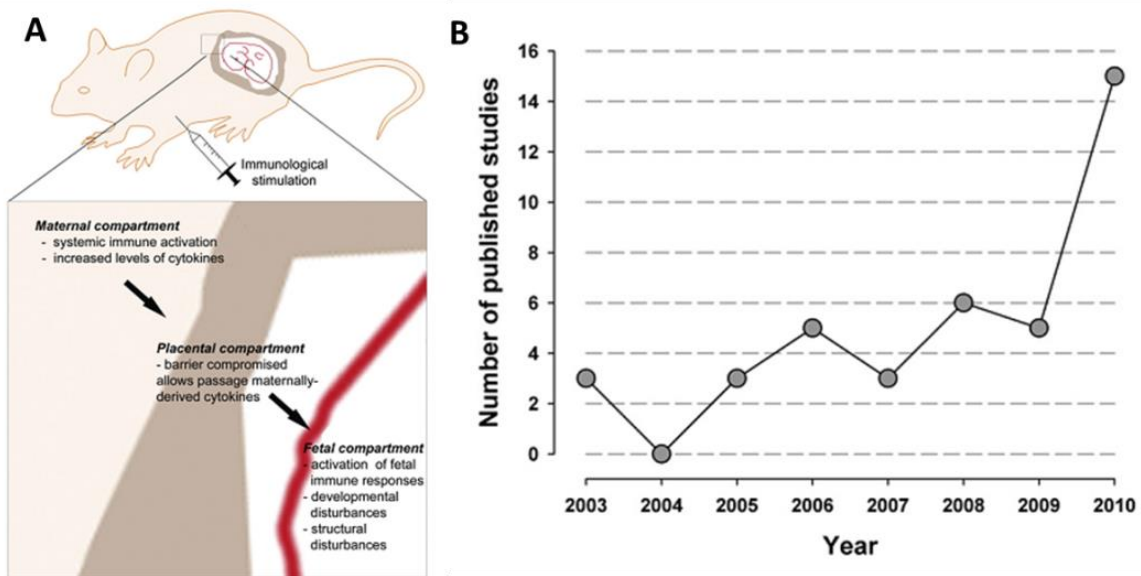 A
Immunological
stimulation
Maternal compartment
- systemic immune activation
- increased levels of cytokines
Placental compartment
- barrier compromised
allows passage maternally-
derived cytokines
Fetal compartment
- activation of fetal
immune responses
- developmental
disturbances
- structural
disturbances
B
Number of published studies
16
14
12
10
8
6
4
2
0
2003 2004 2005 2006 2007 2008 2009 2010
Year